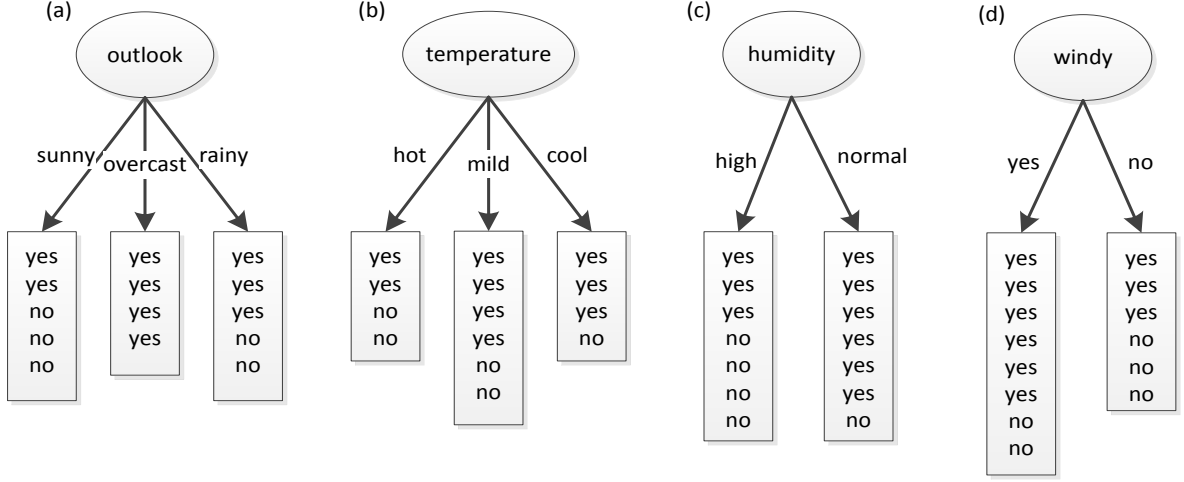 (a)
outlook
sunny
overcast
rainy
yes
yes
no
no
no
yes
yes
yes
yes
yes
yes
yes
no
no
(b)
temperature
hot
mild
cool
yes
yes
no
no
yes
yes
yes
yes
no
no
yes
yes
yes
no
(c)
humidity
high
normal
yes
yes
yes
no
no
no
no
yes
yes
yes
yes
yes
yes
no
(d)
windy
yes
no
yes
yes
yes
yes
yes
yes
no
no
yes
yes
yes
no
no
no